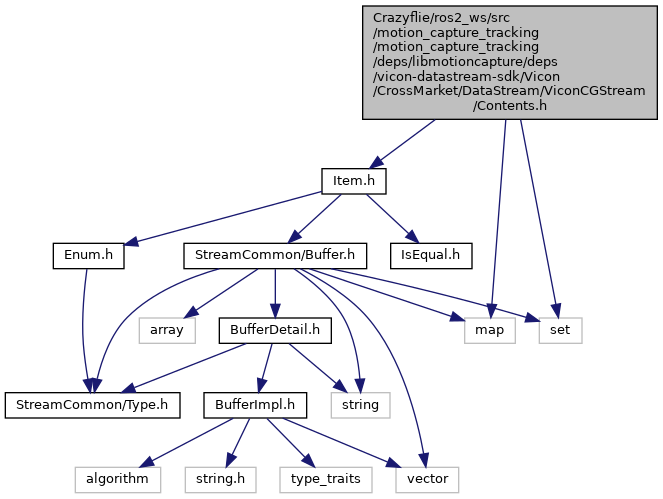 Crazyflie/ros2_ws/src
/motion_capture_tracking
/motion_capture_tracking
/deps/libmotioncapture/deps
/vicon-datastream-sdk/Vicon
/CrossMarket/DataStream/ViconCGStream
/Contents.h
Item.h
Enum.h
StreamCommon/Buffer.h
IsEqual.h
array
BufferDetail.h
map
set
StreamCommon/Type.h
BufferImpl.h
string
algorithm
string.h
type_traits
vector